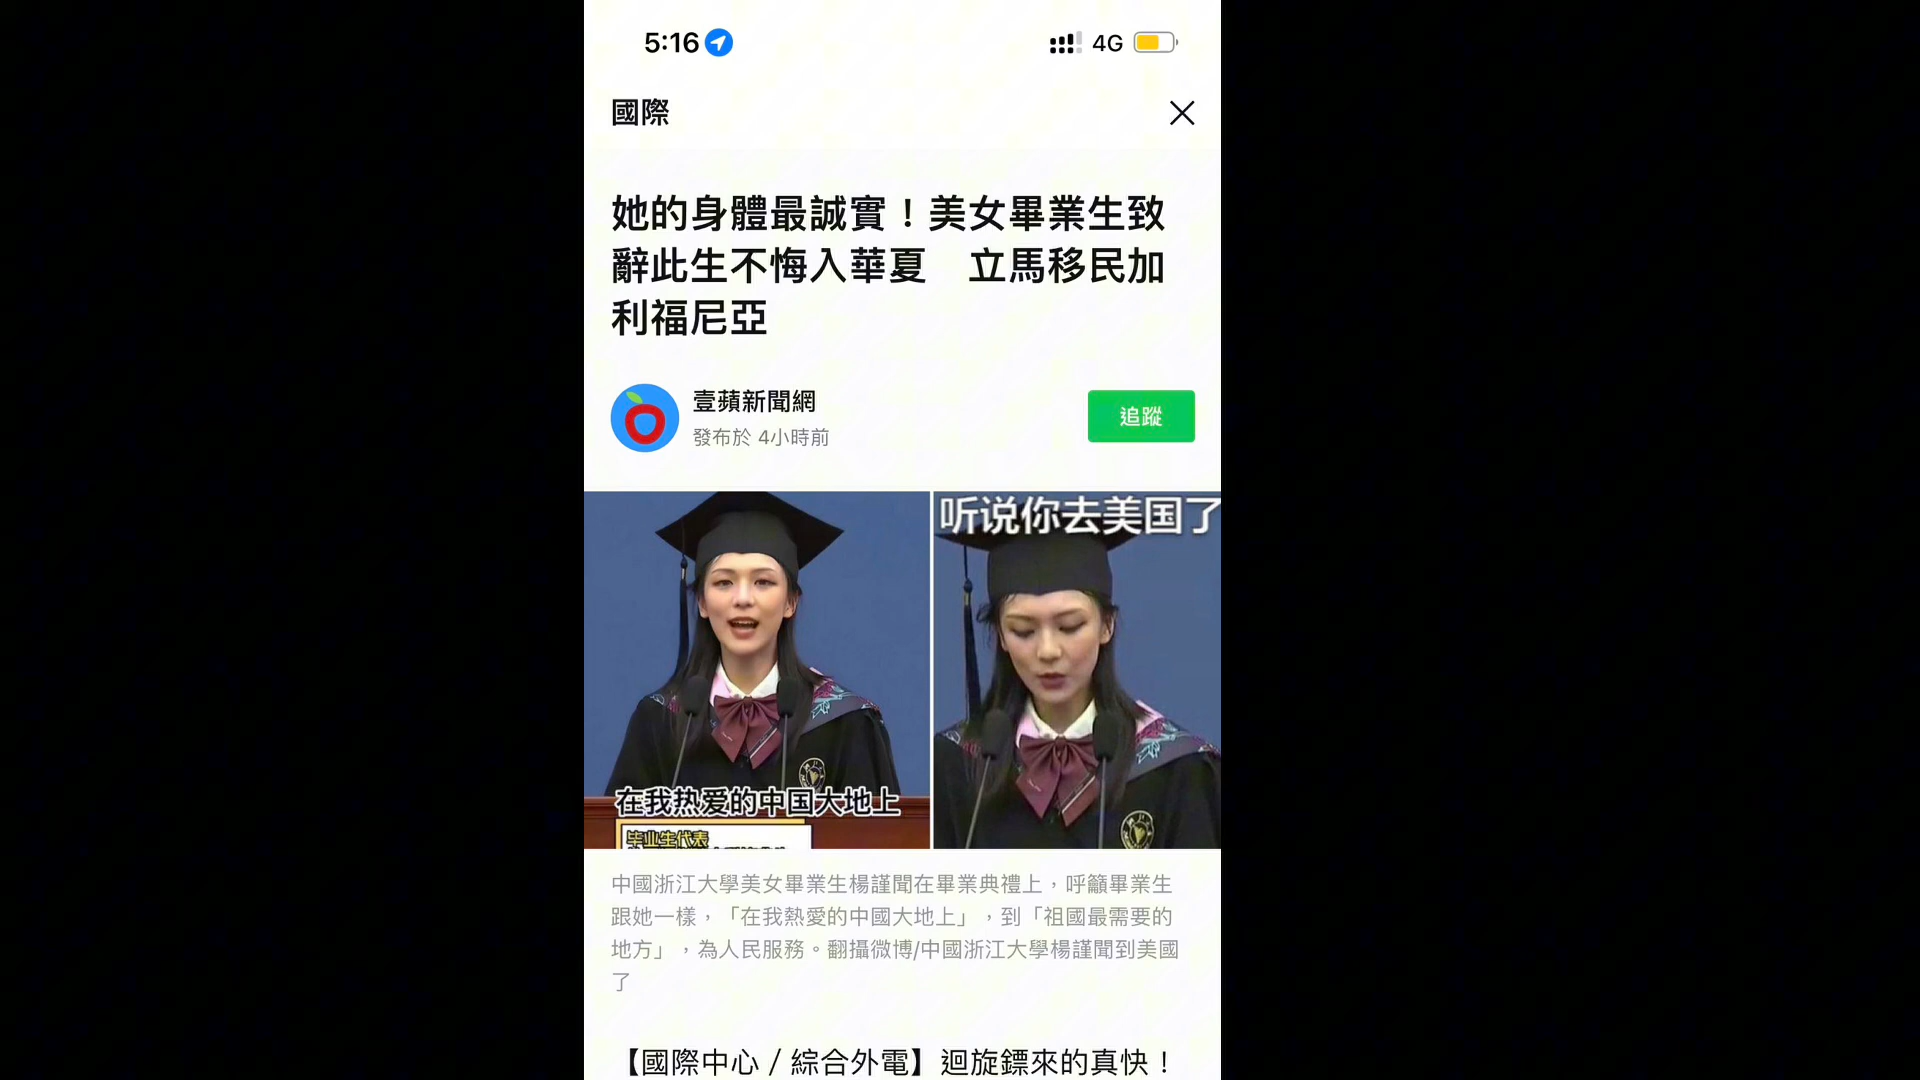 5:16
4G
國際
她的身體最誠實！美女畢業生致
辭此生不悔入華夏　立馬移民加
利福尼亞
壹蘋新聞網
發布於 4小時前
追蹤
听说你去美国了
在我热爱的中国大地上
毕业生代表
中國浙江大學美女畢業生楊謹聞在畢業典禮上，呼籲畢業生
跟她一樣，「在我熱愛的中國大地上」，到「祖國最需要的
地方」，為人民服務。翻攝微博/中國浙江大學楊謹聞到美國
了
【國際中心／綜合外電】迴旋鏢來的真快！